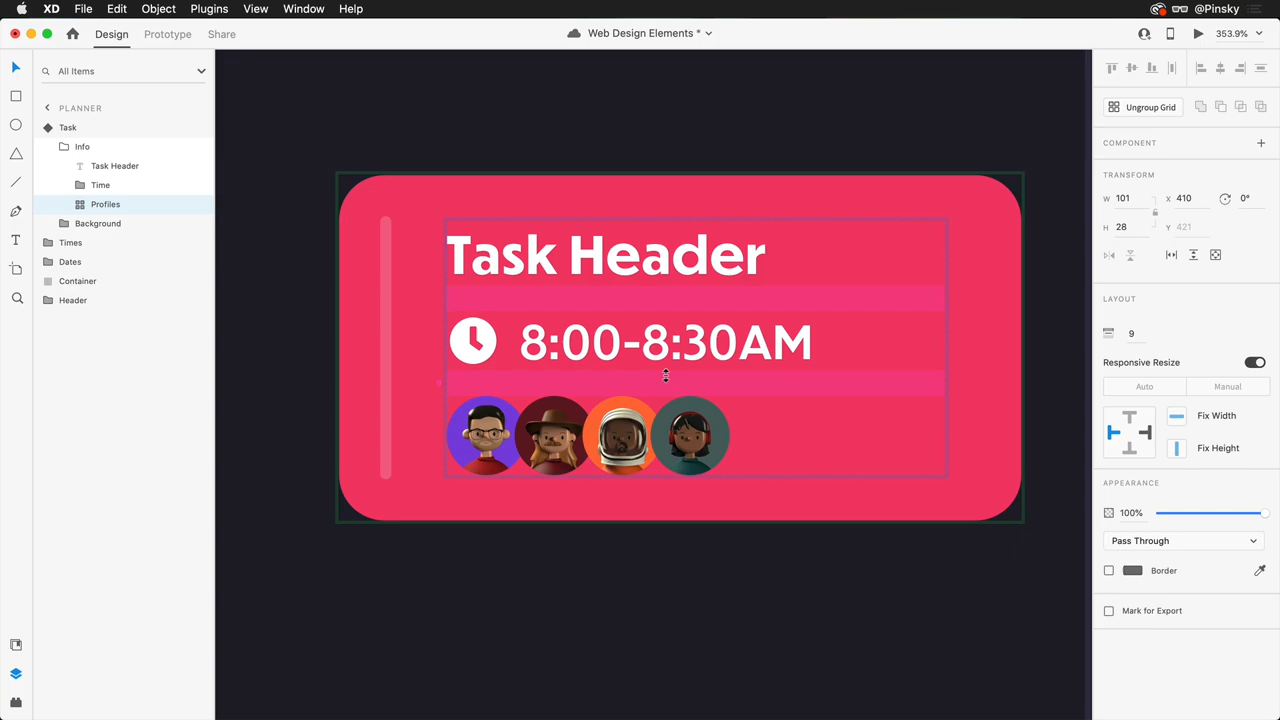 XD File Edit Object Plugins View Window Help @Pinsky
Design Prototype Share Web Design Elements * 353.9%
All Items
PLANNER
Task
Info
Task Header
Time
Profiles
Background
Times
Dates
Container
Header
Task Header
8:00-8:30AM
Ungroup Grid
COMPONENT
TRANSFORM
W 101 X 410 0°
H 28 Y 421
LAYOUT
9
Responsive Resize
Auto Manual
Fix Width
Fix Height
APPEARANCE
100%
Pass Through
Border
Mark for Export